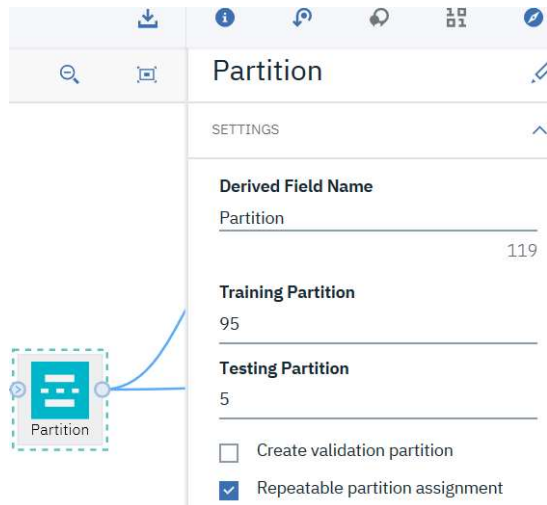 Partition
SETTINGS
Derived Field Name
Partition
119
Training Partition
95
Testing Partition
5
Create validation partition
Repeatable partition assignment
Partition